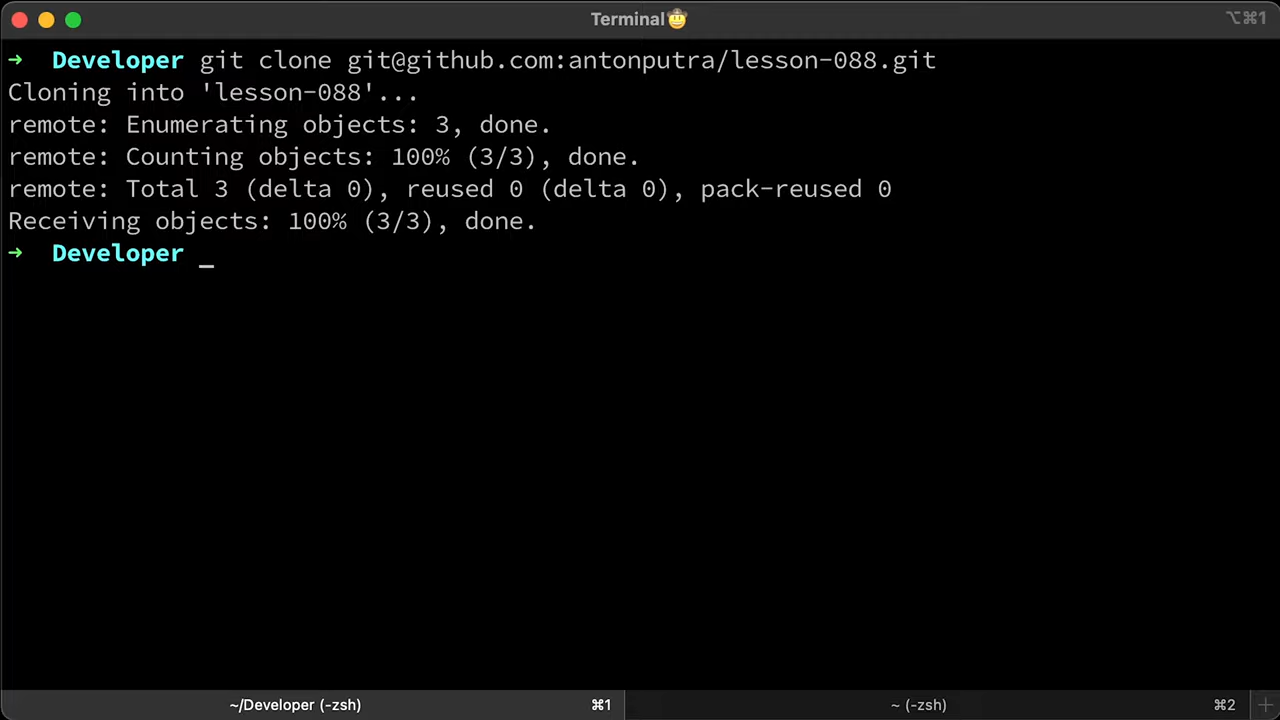 Terminal🤠
⌥⌘1
→ Developer git clone git@github.com:antonputra/lesson-088.git
Cloning into 'lesson-088'...
remote: Enumerating objects: 3, done.
remote: Counting objects: 100% (3/3), done.
remote: Total 3 (delta 0), reused 0 (delta 0), pack-reused 0
Receiving objects: 100% (3/3), done.
→ Developer _
~/Developer (-zsh) ⌘1
~ (-zsh) ⌘2 +